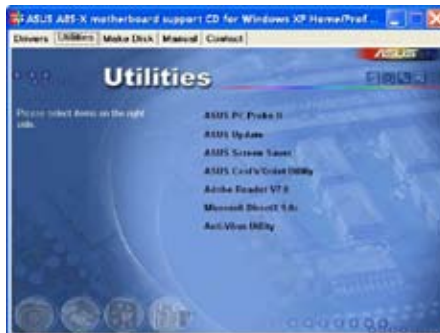 ASUS A8S-X motherboard support CD for Windows XP Home/Prof...
Drivers Utilities Make Disk Manual Contact
ASUS
Utilities
Please select items on the right side.
ASUS PC Probe II
ASUS Update
ASUS Screen Saver
ASUS Cool'n'Quiet Utility
Adobe Reader V7.0
Microsoft DirectX 9.0c
Anti-Virus Utility